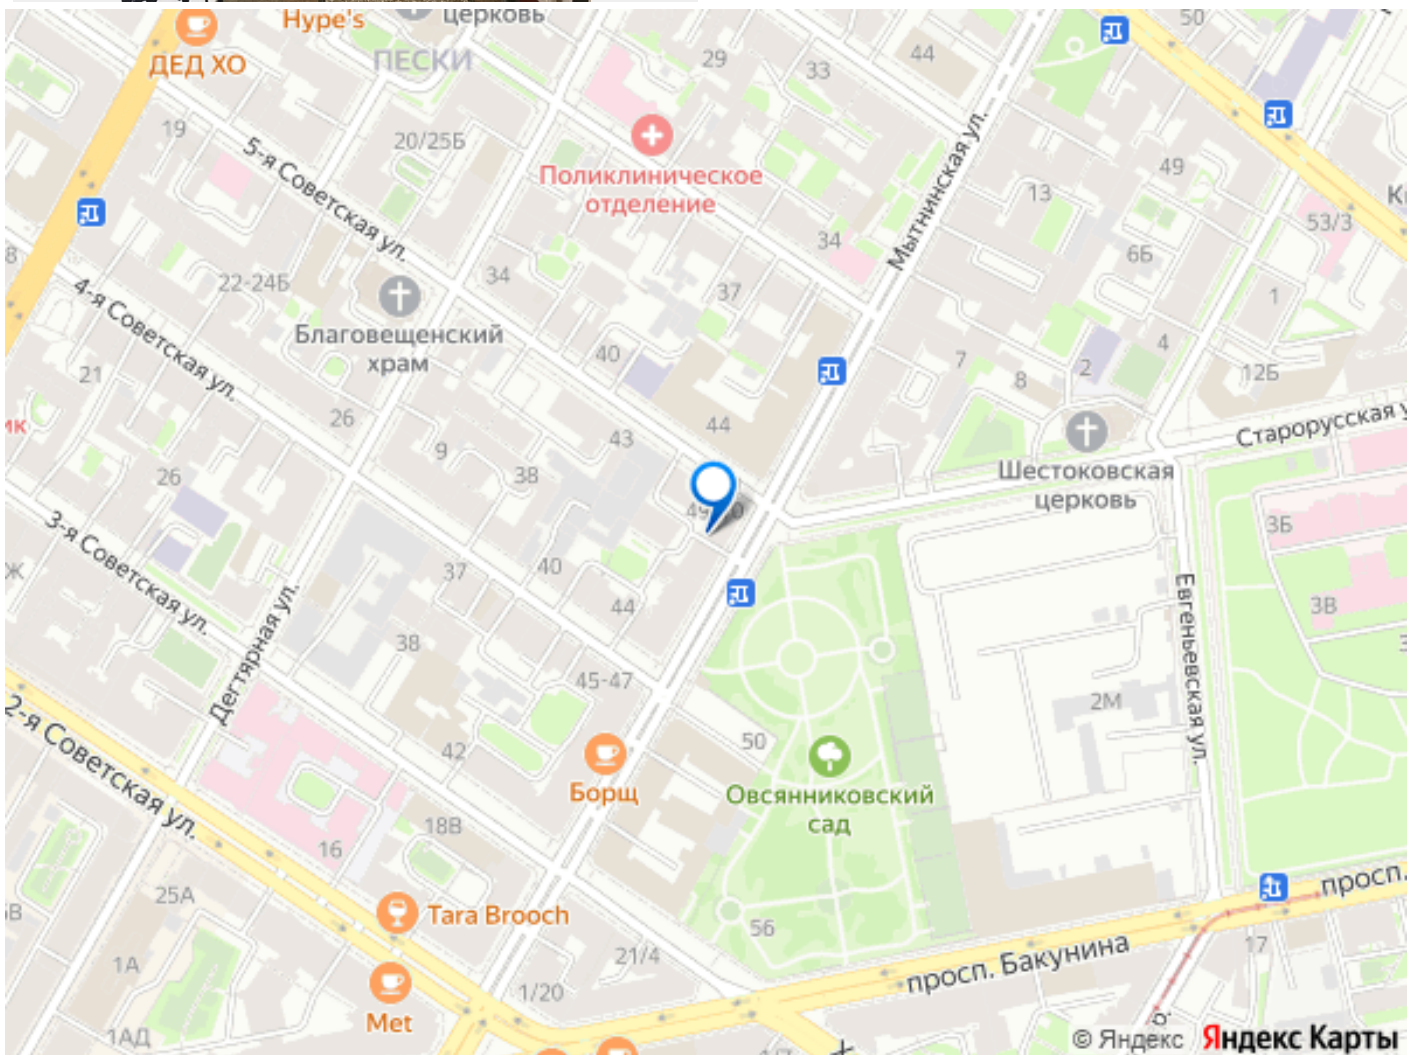 Hype's
церковь
50
ДЕД ХО
ПЕСКИ
29
33
44
19
20/25Б
5-я Советская ул.
Поликлиническое
отделение
Мытнинская ул.
49
13
53/3
34
6Б
8
22-24Б
34
37
1
4-я Советская ул.
Благовещенский
храм
40
7
8
2
4
12Б
21
26
9
43
44
Старорусская
ик
Шестоковская
церковь
26
38
3-я Советская ул.
3Б
Ж
37
40
44
Евгеньевская ул.
3В
Дегтярная ул.
38
45-47
2М
2-я Советская ул.
42
50
Борщ
Овсянниковский
сад
18В
16
25А
Tara Brooch
56
просп.
21/4
просп. Бакунина
17
1А
1/20
Met
1АД
© Яндекс Яндекс Карты